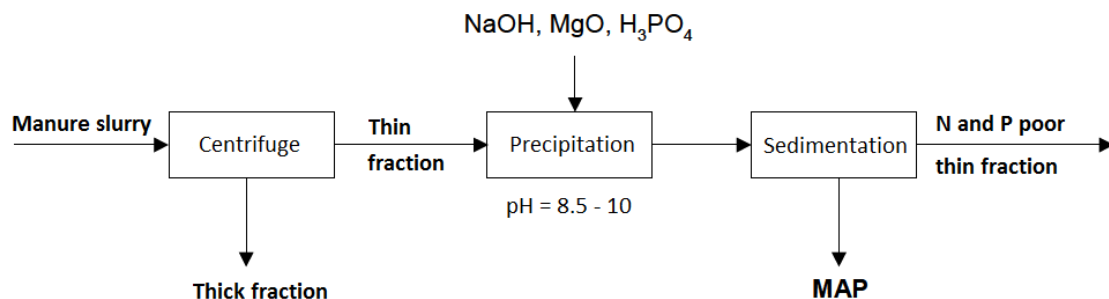 NaOH, MgO, H₃PO₄
Manure slurry
Centrifuge
Thin
fraction
Precipitation
Sedimentation
N and P poor
thin fraction
pH = 8.5 - 10
Thick fraction
MAP